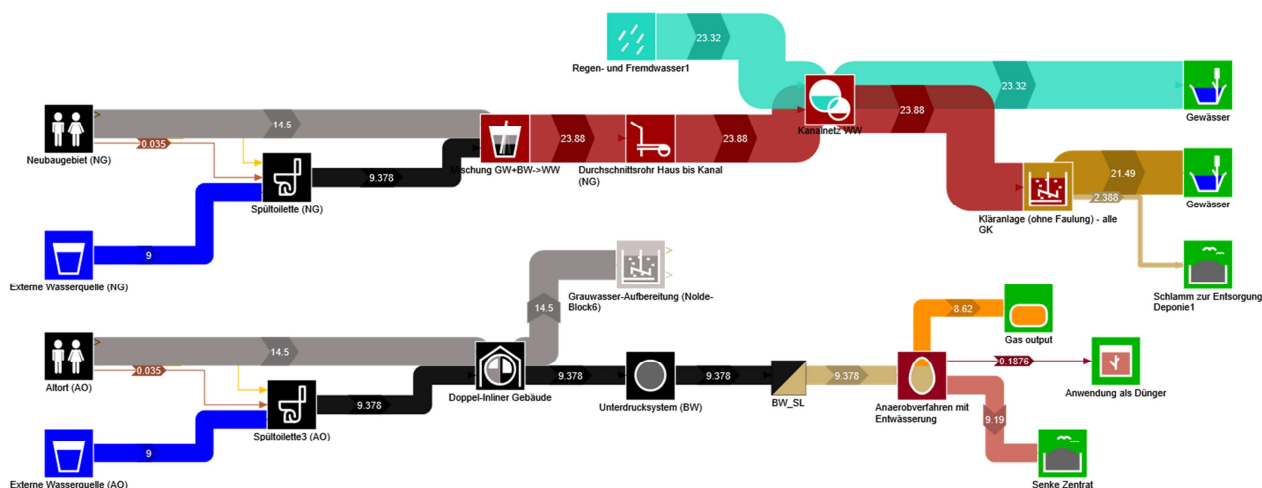 23.32
Regen- und Fremdwasser1
23.32
Gewässer
14.5
Neubaugebiet (NG)
0.035
23.88
23.88
Kanalnetz WW
23.88
Mischung GW+BW->WW
Durchschnittsrohr Haus bis Kanal
(NG)
9.378
Spültoilette (NG)
21.49
Gewässer
2.388
Kläranlage (ohne Faulung) - alle
GK
9
Externe Wasserquelle (NG)
Grauwasser-Aufbereitung (Nolde-
Block6)
Schlamm zur Entsorgung
Deponie1
14.5
8.62
Gas output
14.5
Altort (AO)
0.035
Doppel-Inliner Gebäude
9.378
Unterdrucksystem (BW)
9.378
BW_SL
9.378
Anaerobverfahren mit
Entwässerung
0.1876
Anwendung als Dünger
9.378
Spültoilette3 (AO)
9.19
9
Externe Wasserquelle (AO)
Senke Zentrat